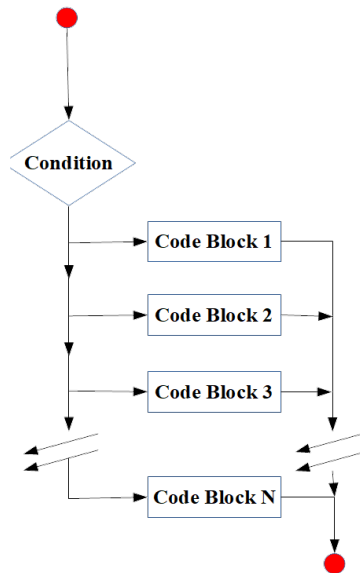 Condition
Code Block 1
Code Block 2
Code Block 3
Code Block N